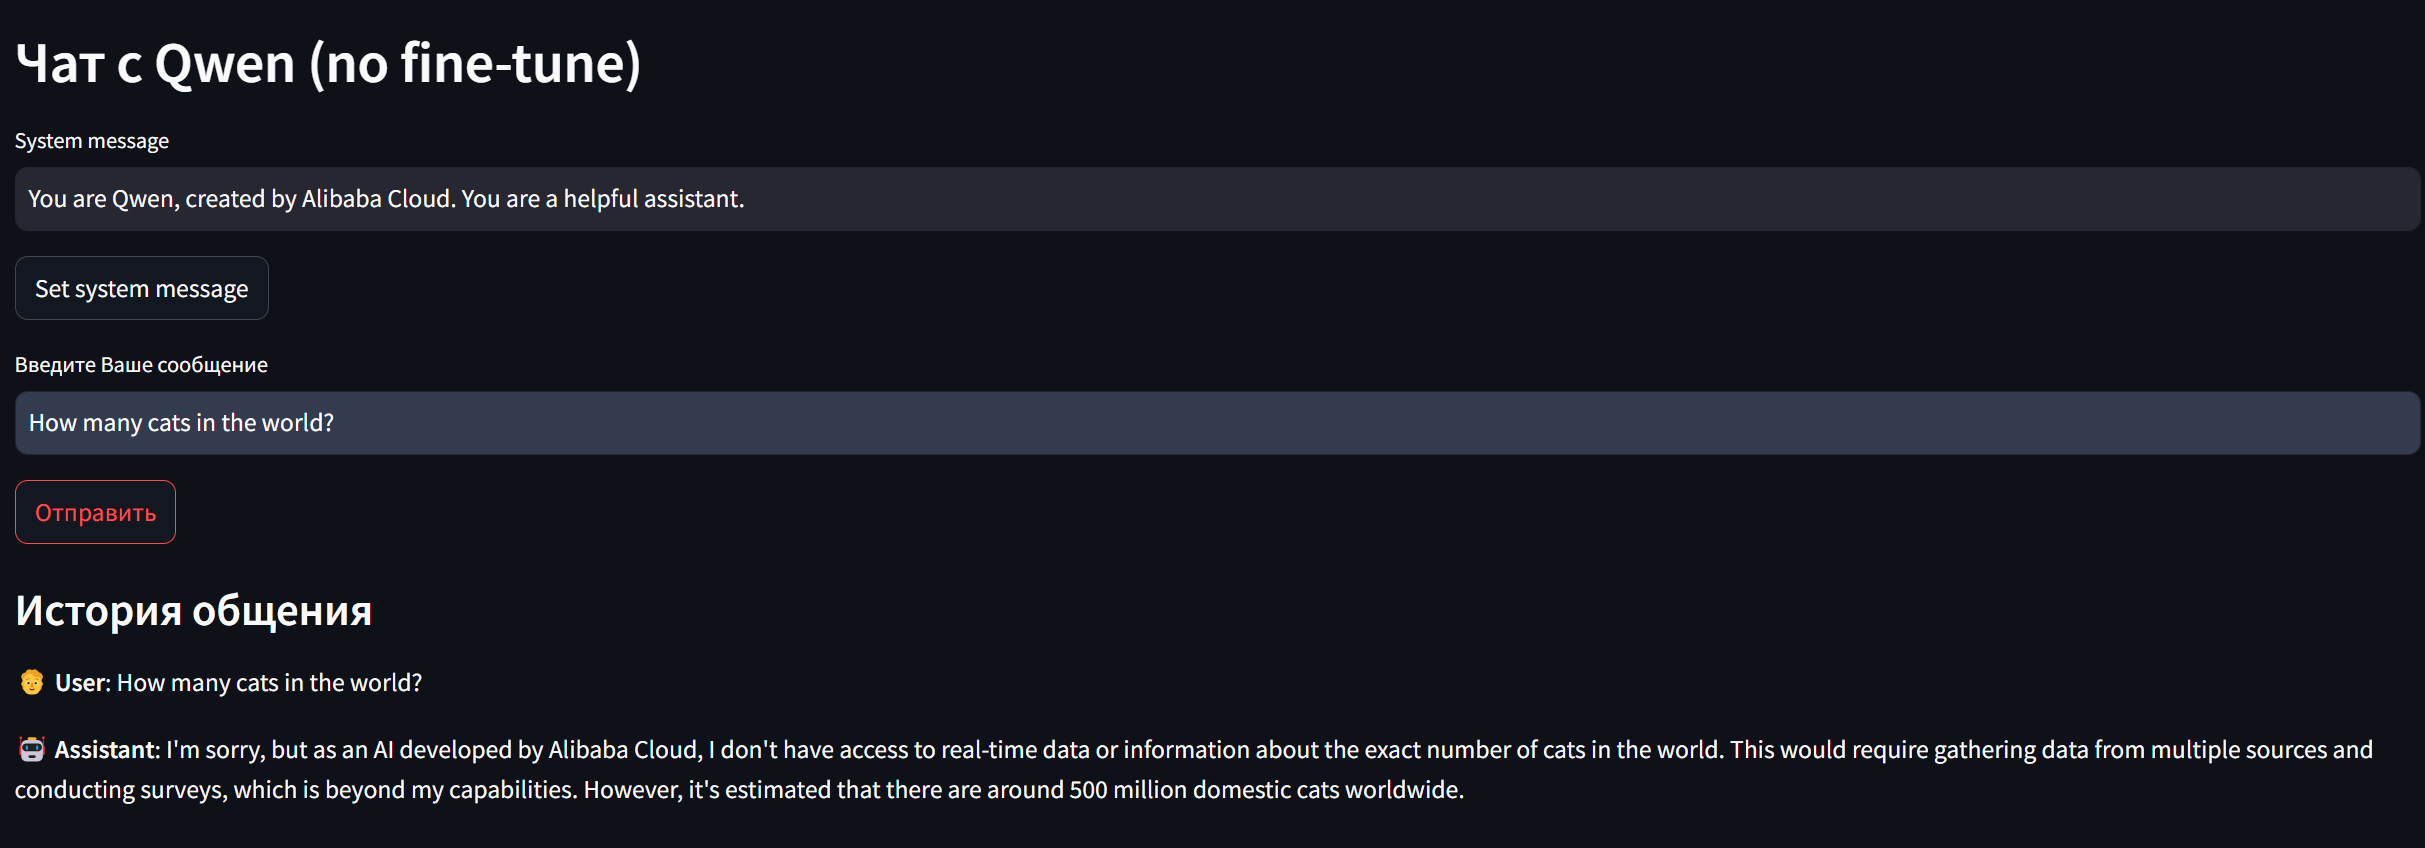 Чат с Qwen (no fine-tune)
System message
You are Qwen, created by Alibaba Cloud. You are a helpful assistant.
Set system message
Введите Ваше сообщение
How many cats in the world?
Отправить
История общения
User: How many cats in the world?
Assistant: I'm sorry, but as an AI developed by Alibaba Cloud, I don't have access to real-time data or information about the exact number of cats in the world. This would require gathering data from multiple sources and
conducting surveys, which is beyond my capabilities. However, it's estimated that there are around 500 million domestic cats worldwide.